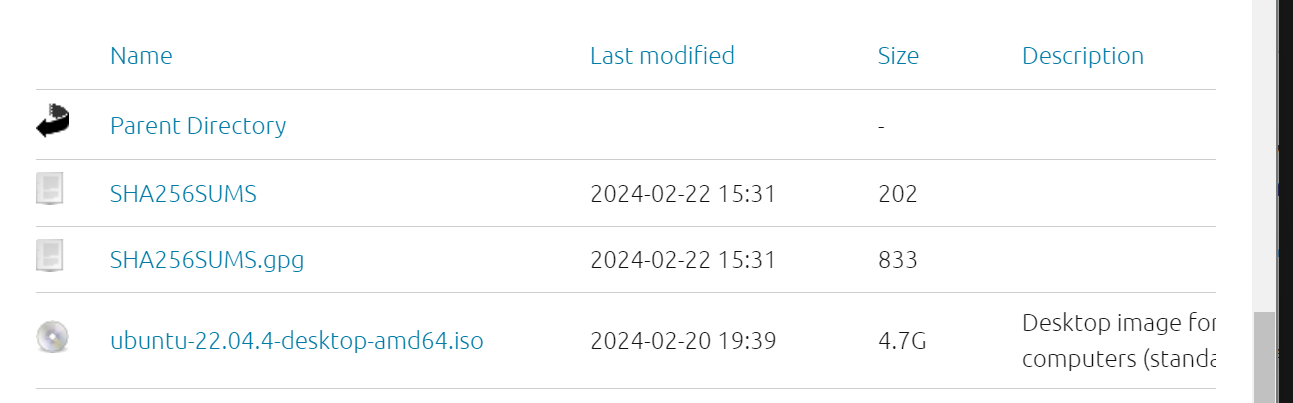 Name Last modified Size Description
Parent Directory -
SHA256SUMS 2024-02-22 15:31 202
SHA256SUMS.gpg 2024-02-22 15:31 833
ubuntu-22.04.4-desktop-amd64.iso 2024-02-20 19:39 4.7G Desktop image for
computers (standa